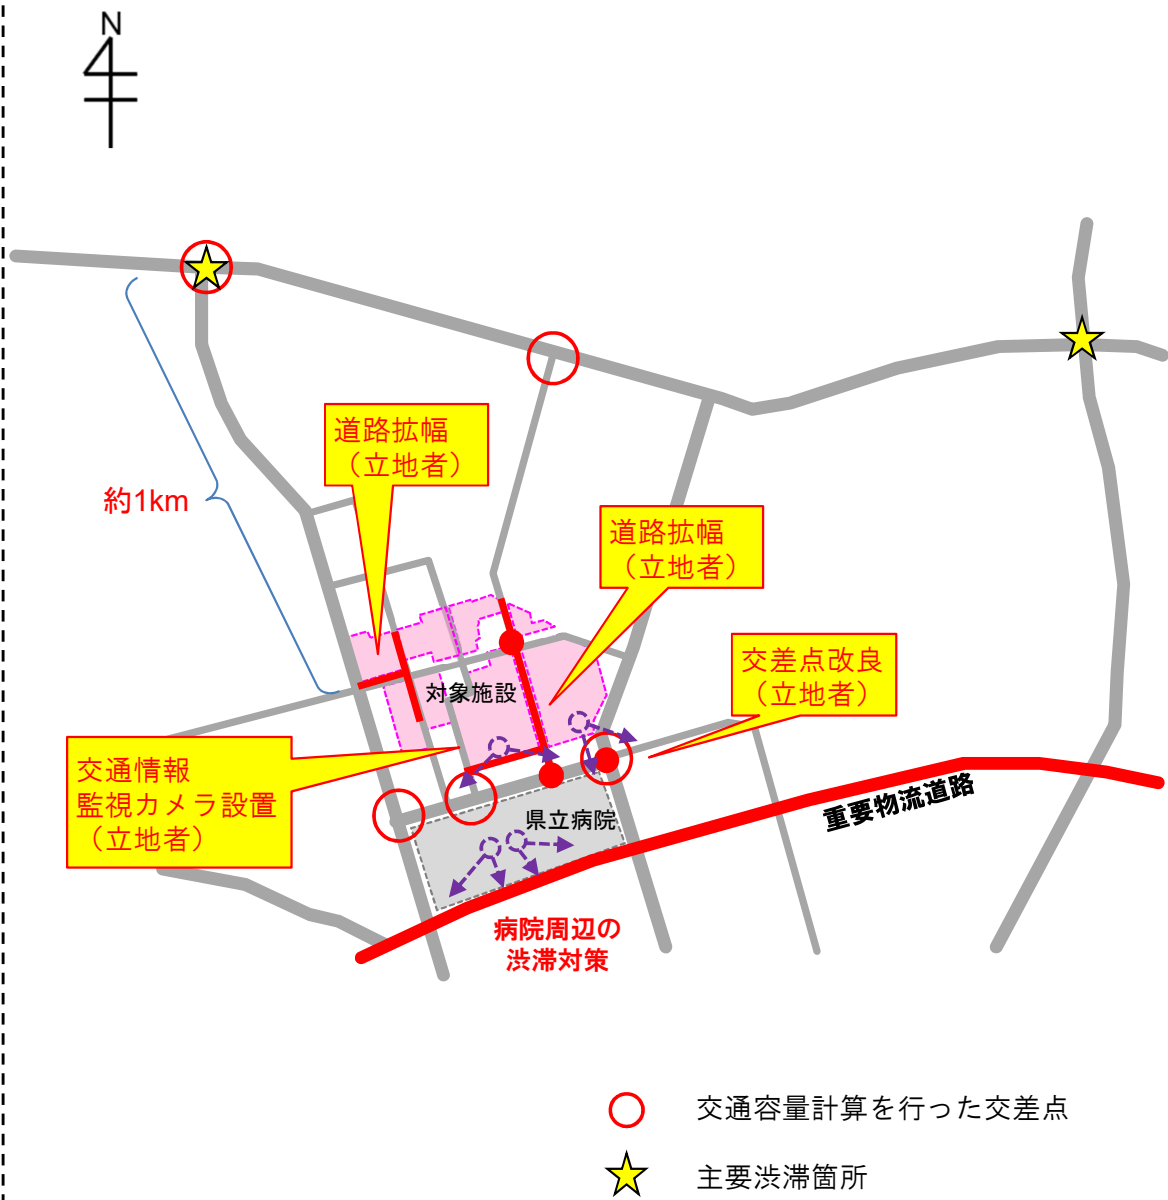 N
道路拡幅
（立地者）
約1km
道路拡幅
（立地者）
交差点改良
（立地者）
対象施設
交通情報
監視カメラ設置
（立地者）
重要物流道路
県立病院
病院周辺の
渋滞対策
交通容量計算を行った交差点
主要渋滞箇所